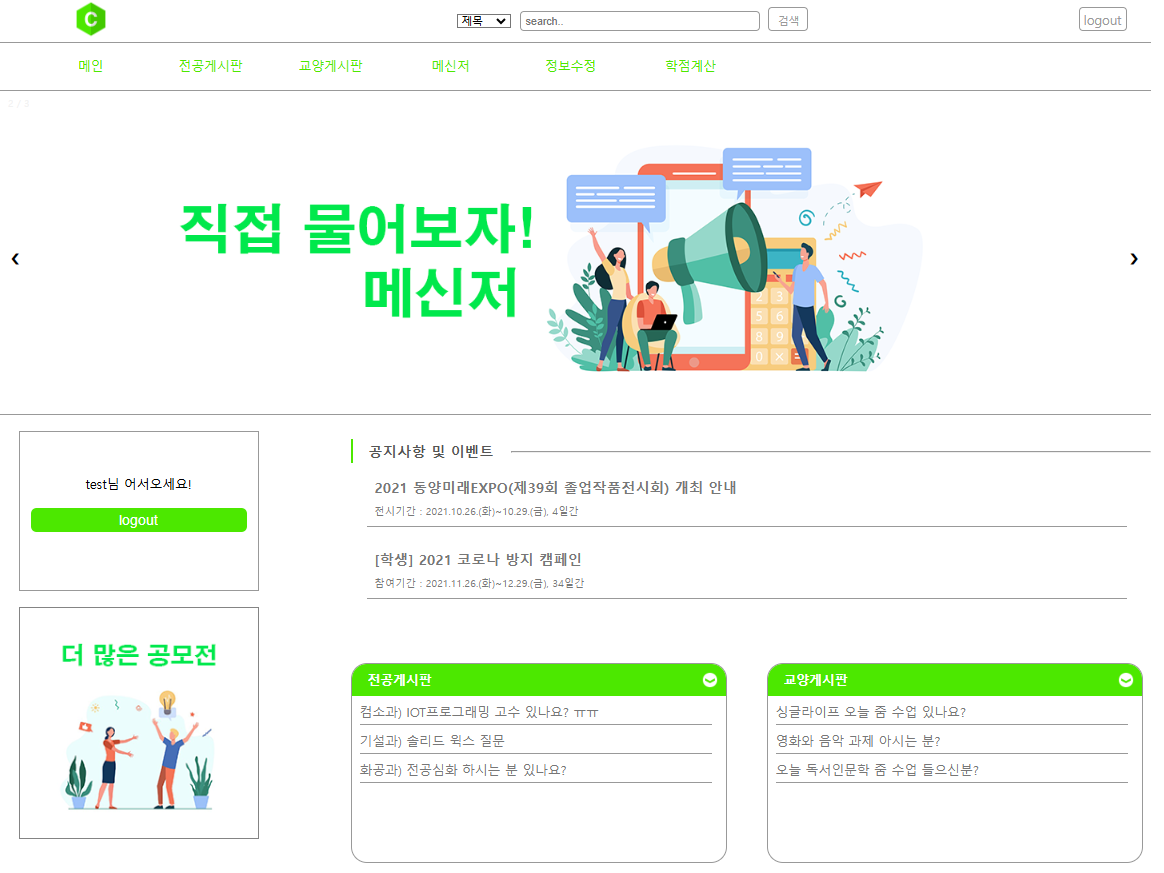 C
제목
search..
검색
logout
메인 전공게시판 교양게시판 메신저 정보수정 학점계산
2 / 3
직접 물어보자!
메신저
❮
❯
2 3
5 6
8 9
0 ×
test님 어서오세요!
logout
더 많은 공모전
공지사항 및 이벤트
2021 동양미래EXPO(제39회 졸업작품전시회) 개최 안내
전시기간 : 2021.10.26.(화)~10.29.(금), 4일간
[학생] 2021 코로나 방지 캠페인
참여기간 : 2021.11.26.(화)~12.29.(금), 34일간
전공게시판
컴소과) IOT프로그래밍 고수 있나요? ㅠㅠ
기설과) 솔리드 웍스 질문
화공과) 전공심화 하시는 분 있나요?
교양게시판
싱글라이프 오늘 줌 수업 있나요?
영화와 음악 과제 아시는 분?
오늘 독서인문학 줌 수업 들으신분?